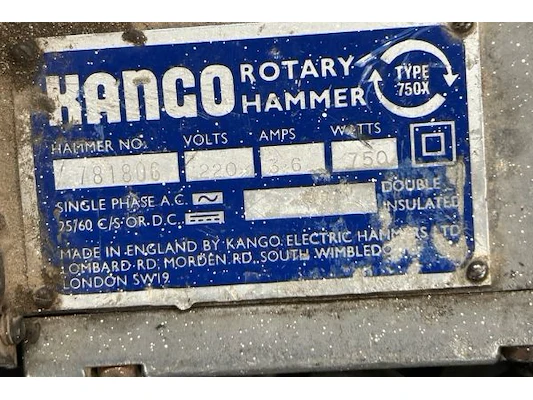 KANGO ROTARY HAMMER
TYPE 750X
HAMMER NO. VOLTS AMPS WATTS
781806 220 3·6 750
SINGLE PHASE A.C.
25/60 C/S·OR·D.C.
DOUBLE INSULATED
MADE IN ENGLAND BY KANGO ELECTRIC HAMMERS LTD
LOMBARD·RD, MORDEN·RD, SOUTH WIMBLEDO
LONDON SW19